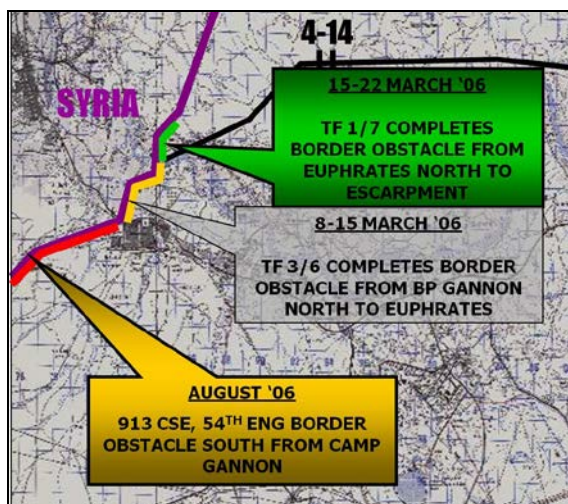 4-14
SYRIA
15-22 MARCH '06
TF 1/7 COMPLETES
BORDER OBSTACLE FROM
EUPHRATES NORTH TO
ESCARPMENT
8-15 MARCH '06
TF 3/6 COMPLETES BORDER
OBSTACLE FROM BP GANNON
NORTH TO EUPHRATES
AUGUST '06
913 CSE, 54TH ENG BORDER
OBSTACLE SOUTH FROM CAMP
GANNON